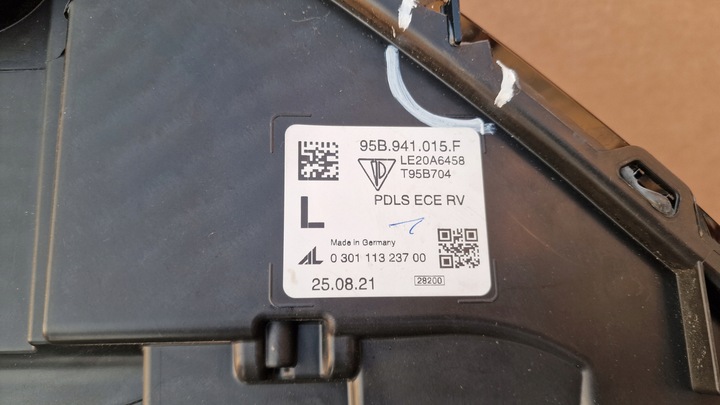 95B.941.015.F
LE20A6458
T95B704
PDLS ECE RV
L
Made in Germany
AL 0 301 113 237 00
25.08.21
28200